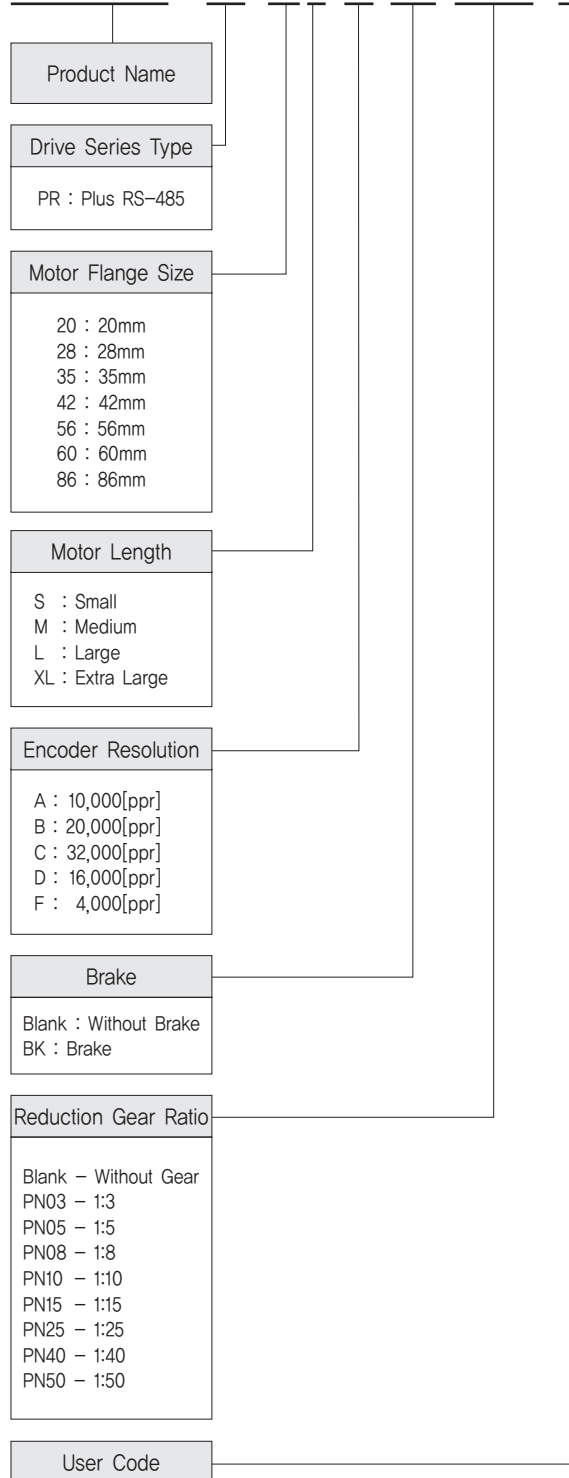 Product Name
Drive Series Type
PR : Plus RS-485
Motor Flange Size
20 : 20mm
28 : 28mm
35 : 35mm
42 : 42mm
56 : 56mm
60 : 60mm
86 : 86mm
Motor Length
S : Small
M : Medium
L : Large
XL : Extra Large
Encoder Resolution
A : 10,000[ppr]
B : 20,000[ppr]
C : 32,000[ppr]
D : 16,000[ppr]
F : 4,000[ppr]
Brake
Blank : Without Brake
BK : Brake
Reduction Gear Ratio
Blank - Without Gear
PN03 - 1:3
PN05 - 1:5
PN08 - 1:8
PN10 - 1:10
PN15 - 1:15
PN25 - 1:25
PN40 - 1:40
PN50 - 1:50
User Code